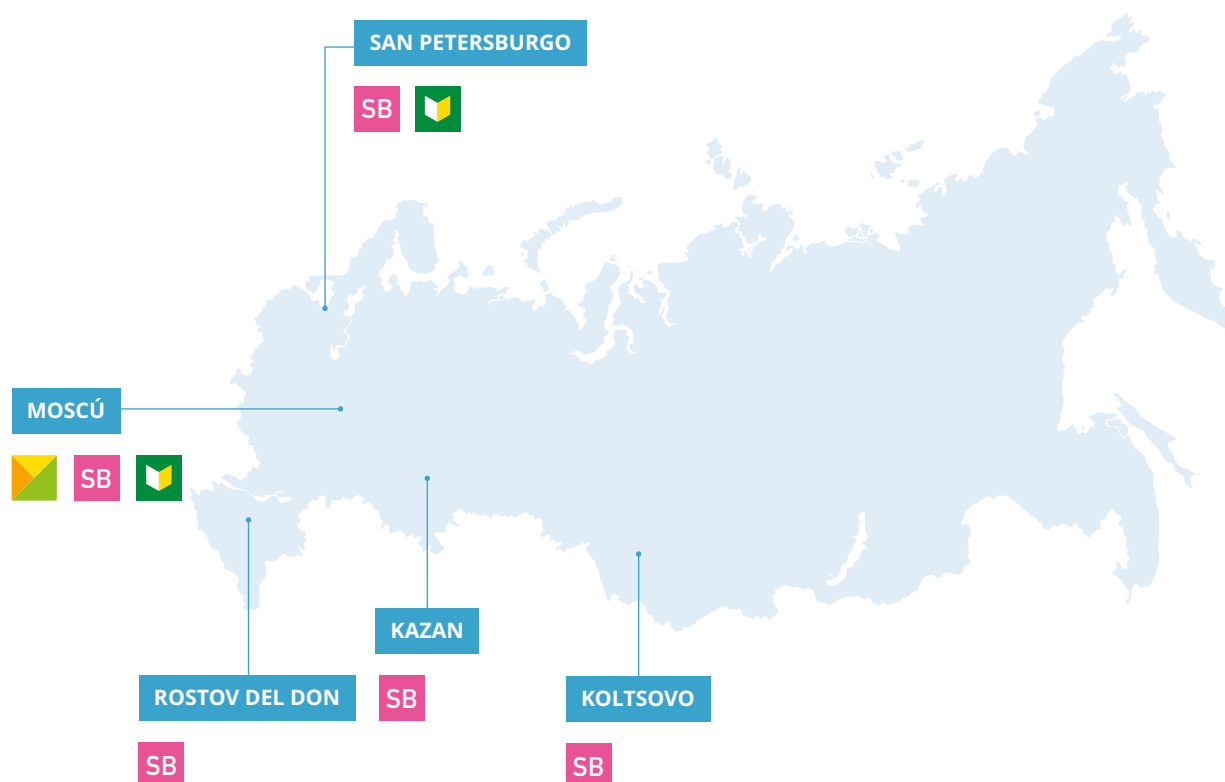 SAN PETERSBURGO
SB
MOSCÚ
SB
KAZAN
SB
ROSTOV DEL DON
SB
KOLTSOVO
SB